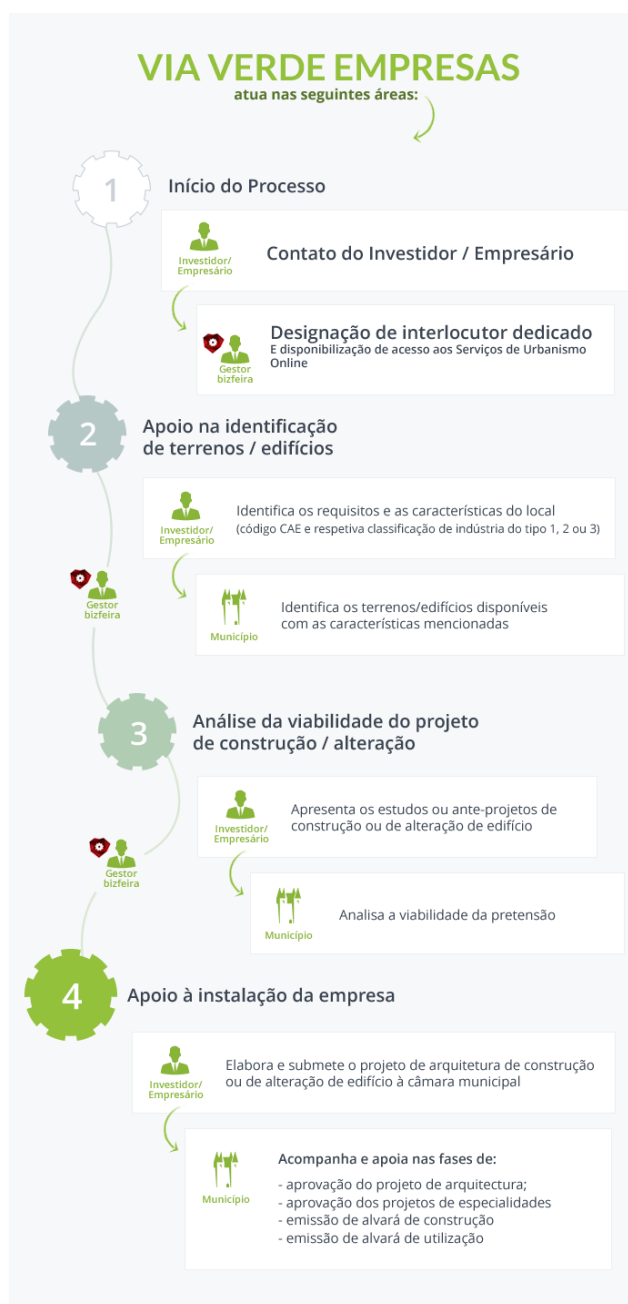 VIA VERDE EMPRESAS
atua nas seguintes áreas:
1
Início do Processo
Investidor/
Empresário
Contato do Investidor / Empresário
Gestor
bizfeira
Designação de interlocutor dedicado
E disponibilização de acesso aos Serviços de Urbanismo
Online
2
Apoio na identificação
de terrenos / edifícios
Investidor/
Empresário
Identifica os requisitos e as características do local
(código CAE e respetiva classificação de indústria do tipo 1, 2 ou 3)
Gestor
bizfeira
Município
Identifica os terrenos/edifícios disponíveis
com as características mencionadas
3
Análise da viabilidade do projeto
de construção / alteração
Investidor/
Empresário
Apresenta os estudos ou ante-projetos de
construção ou de alteração de edifício
Gestor
bizfeira
Município
Analisa a viabilidade da pretensão
4
Apoio à instalação da empresa
Investidor/
Empresário
Elabora e submete o projeto de arquitetura de construção
ou de alteração de edifício à câmara municipal
Município
Acompanha e apoia nas fases de:
- aprovação do projeto de arquitectura;
- aprovação dos projetos de especialidades
- emissão de alvará de construção
- emissão de alvará de utilização